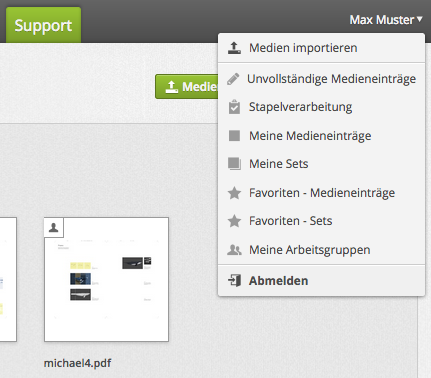 Support
Max Muster
Medien importieren
Medie
Unvollständige Medieneinträge
Stapelverarbeitung
Meine Medieneinträge
Meine Sets
Favoriten - Medieneinträge
Favoriten - Sets
Meine Arbeitsgruppen
Abmelden
michael4.pdf